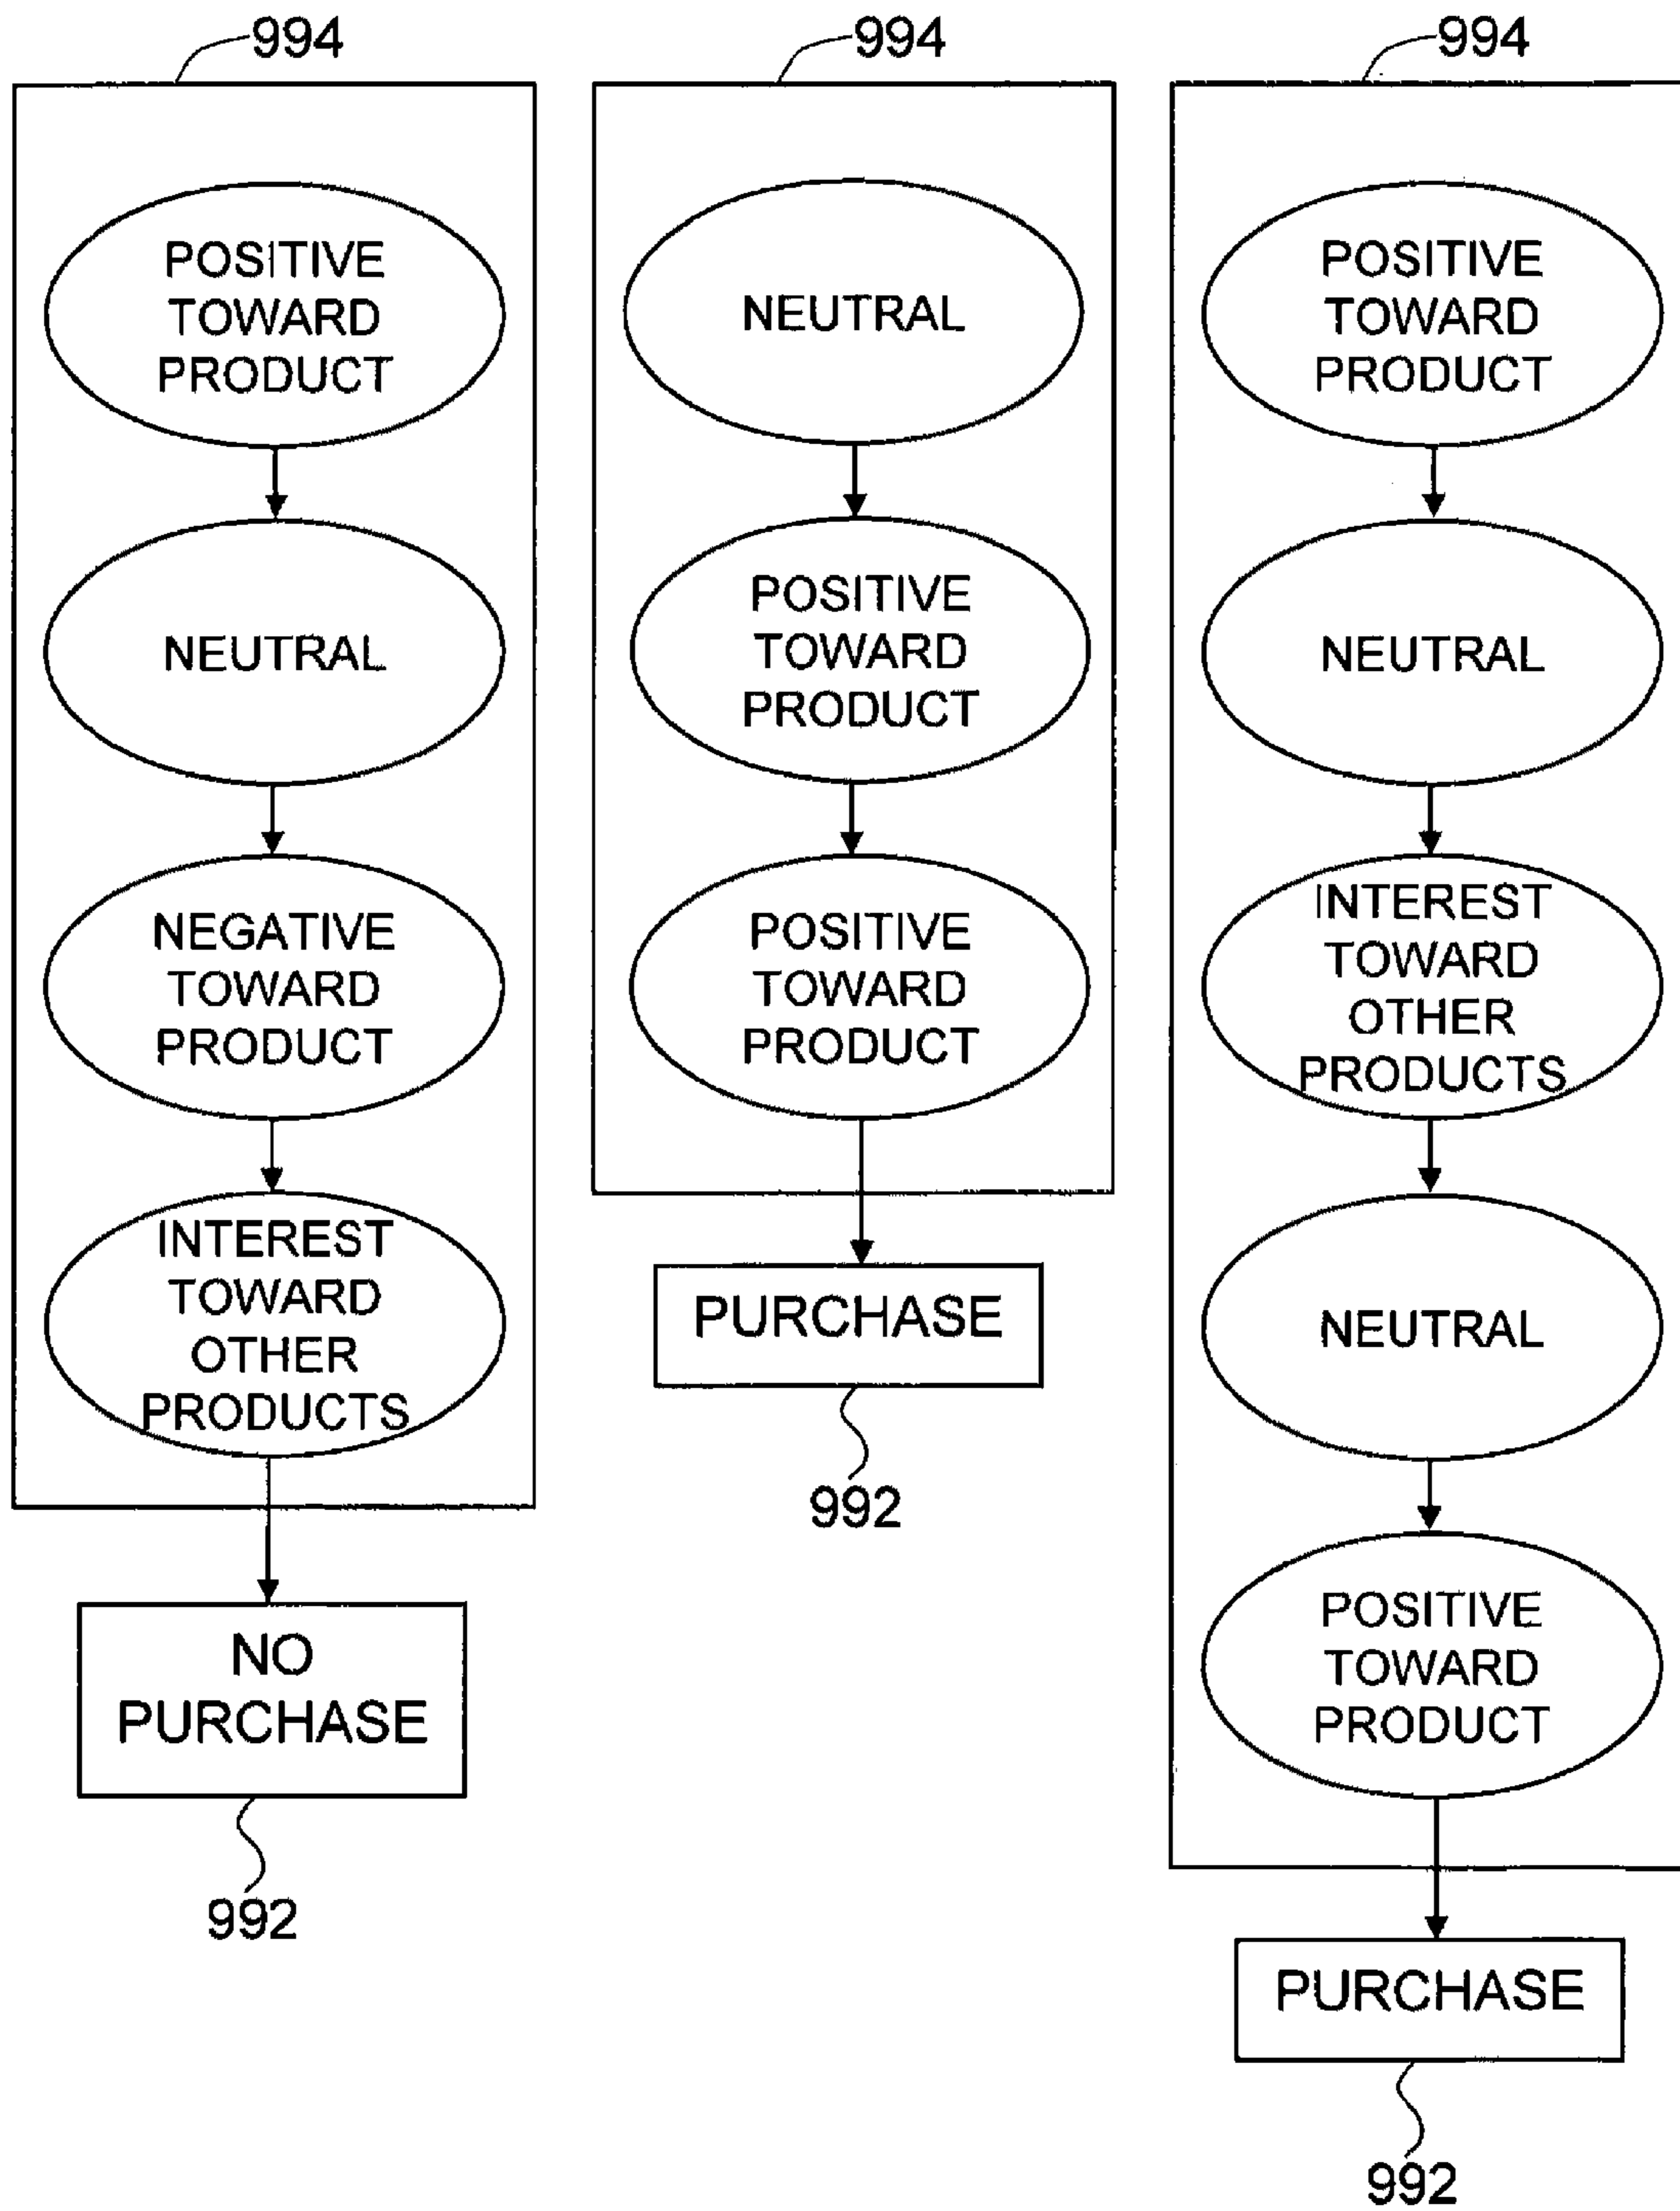 994
POSITIVE
TOWARD
PRODUCT
NEUTRAL
NEGATIVE
TOWARD
PRODUCT
INTEREST
TOWARD
OTHER
PRODUCTS
NO
PURCHASE
992
994
NEUTRAL
POSITIVE
TOWARD
PRODUCT
POSITIVE
TOWARD
PRODUCT
PURCHASE
992
994
POSITIVE
TOWARD
PRODUCT
NEUTRAL
INTEREST
TOWARD
OTHER
PRODUCTS
NEUTRAL
POSITIVE
TOWARD
PRODUCT
PURCHASE
992